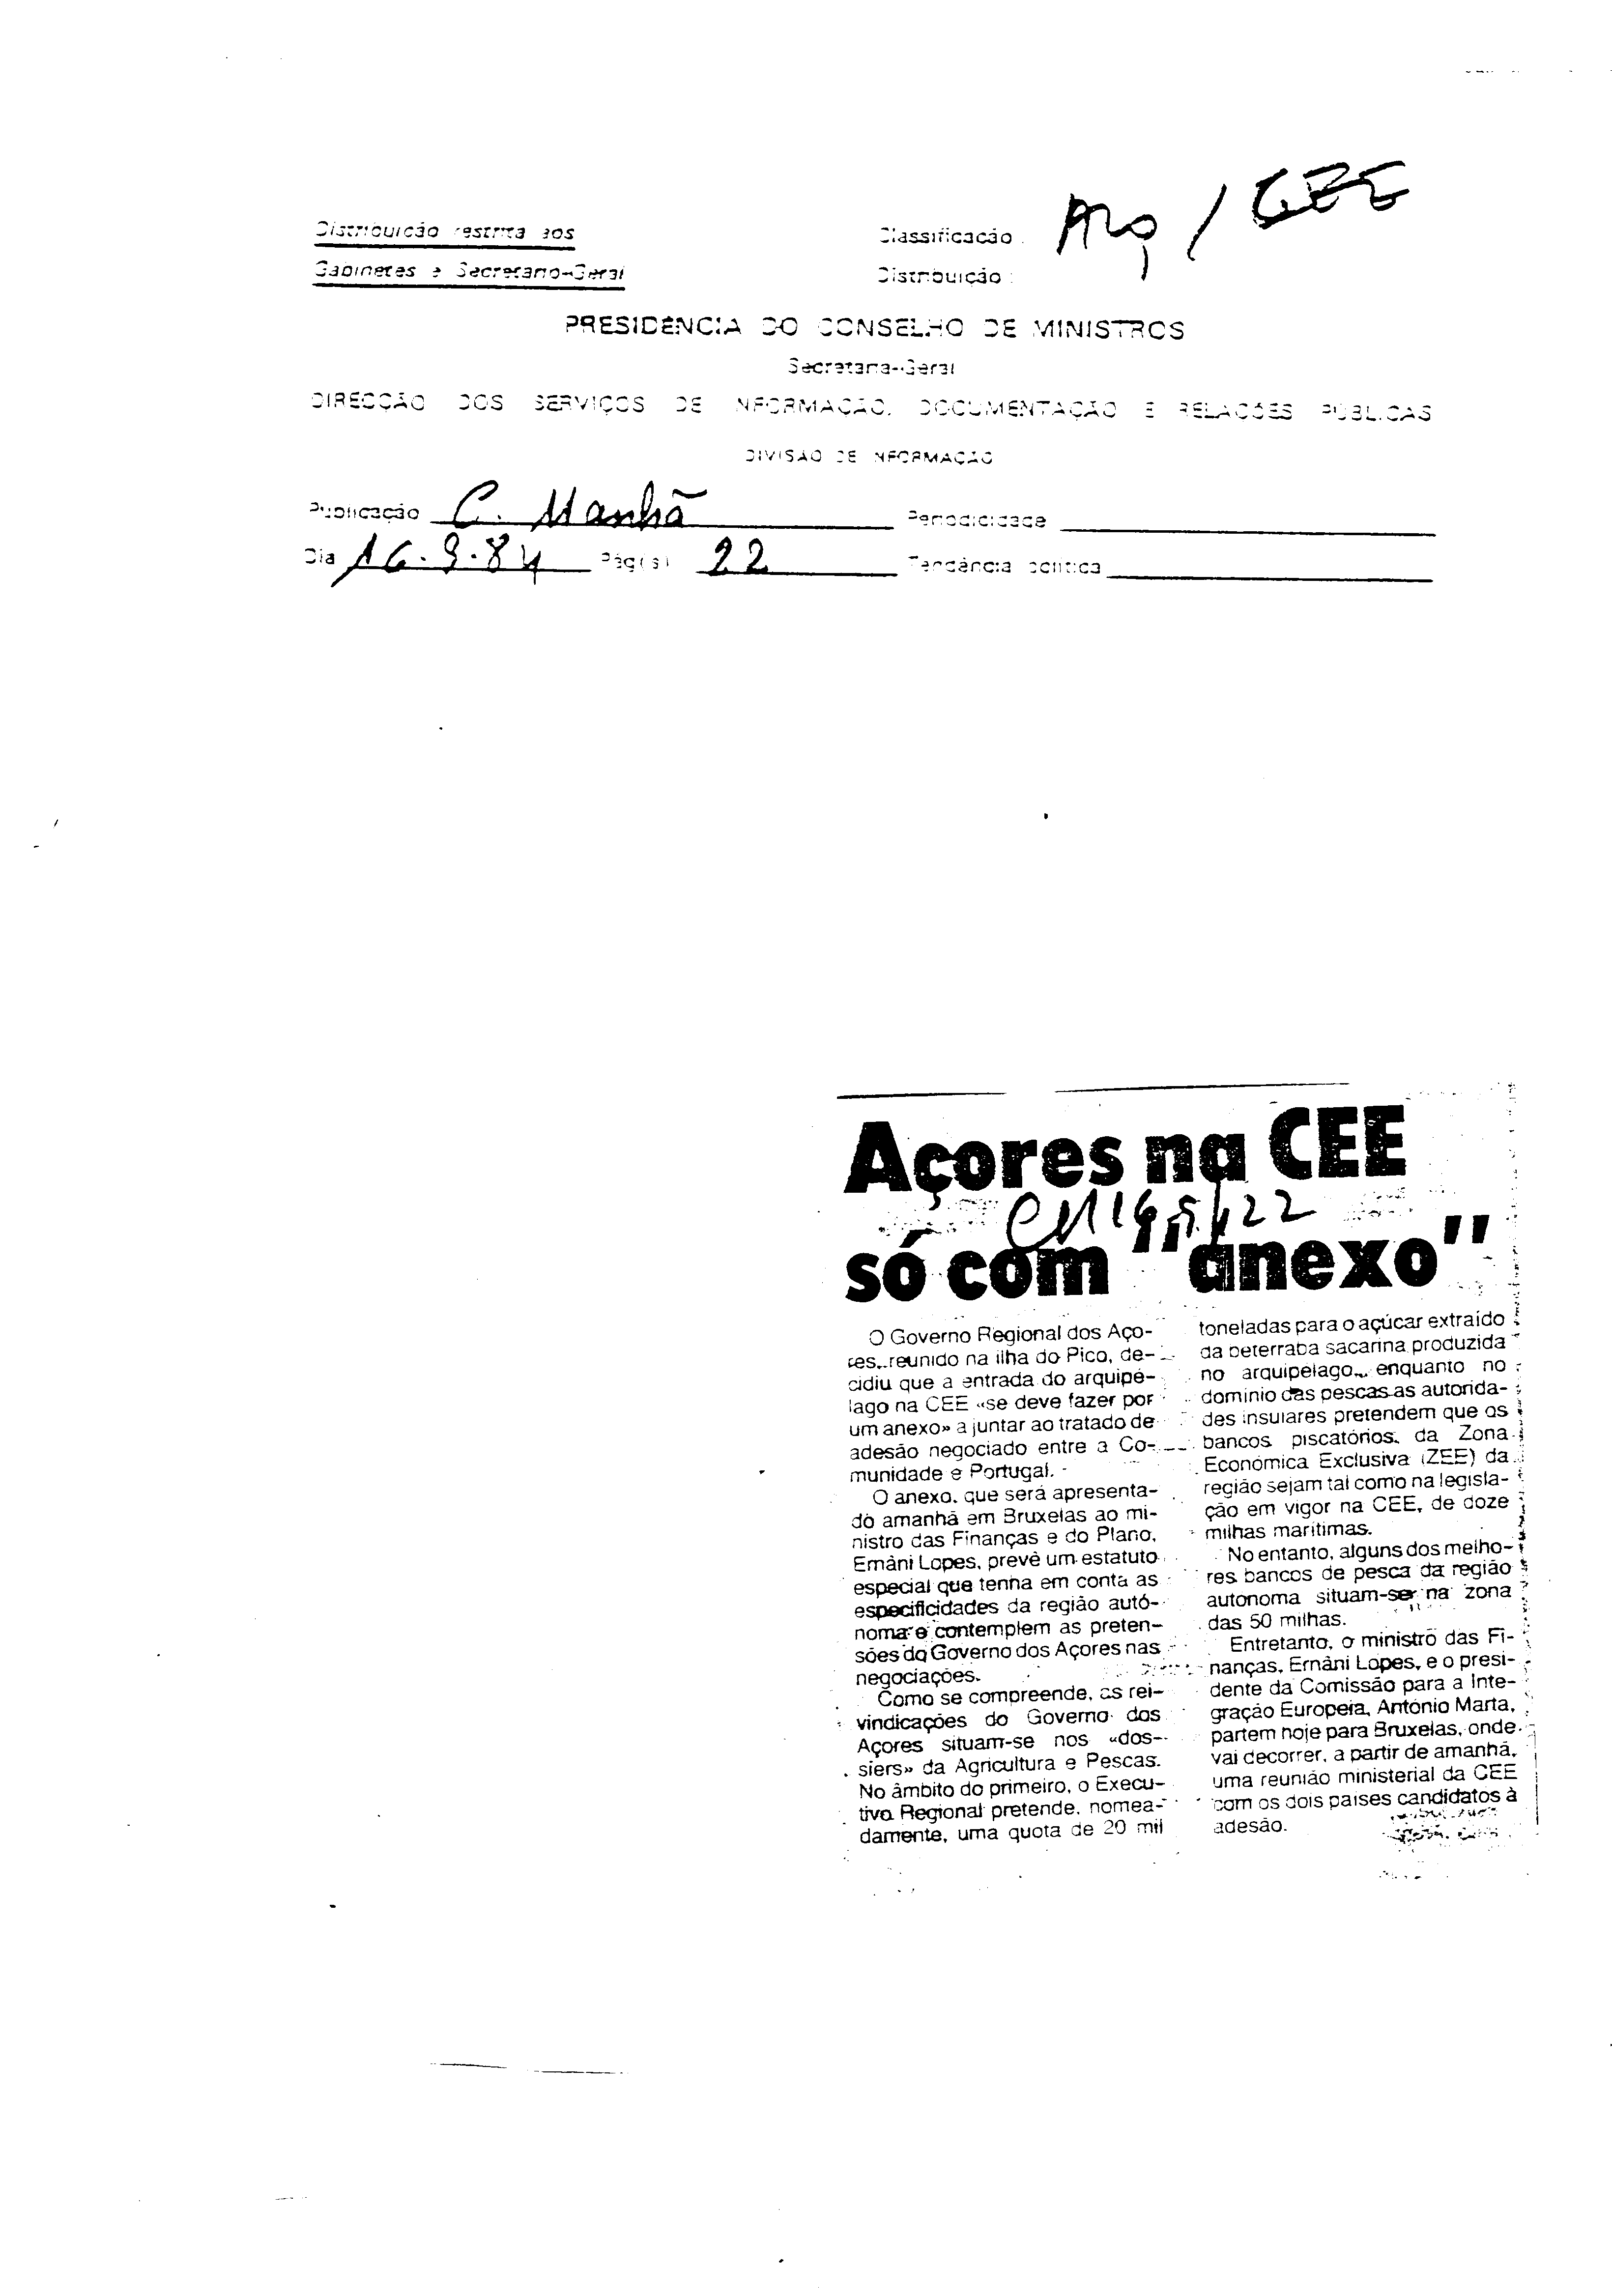 Distribuição restrita aos
Gabinetes e Secretario-Geral
Classificação :
Distribuição :
PRESIDÊNCIA DO CONSELHO DE MINISTROS
Secretaria-Geral
DIRECÇÃO DOS SERVIÇOS DE INFORMAÇÃO, DOCUMENTAÇÃO E RELAÇÕES PÚBLICAS
DIVISÃO DE INFORMAÇÃO
Publicação C. Manhã Periodicidade
Dia 16.9.84 Pág(s) 22 Tendência política
Açores na CEE
só com "anexo"
O Governo Regional dos Aço-
res, reunido na ilha do Pico, de-
cidiu que a entrada do arquipé-
lago na CEE «se deve fazer por
um anexo» a juntar ao tratado de
adesão negociado entre a Co-
munidade e Portugal.
O anexo, que será apresenta-
do amanhã em Bruxelas ao mi-
nistro das Finanças e do Plano,
Ernâni Lopes, prevê um estatuto
especial que tenha em conta as
especificidades da região autó-
noma e contemplem as preten-
sões do Governo dos Açores nas
negociações.
Como se compreende, as rei-
vindicações do Governo dos
Açores situam-se nos «dos-
siers» da Agricultura e Pescas.
No âmbito do primeiro, o Execu-
tivo Regional pretende, nomea-
damente, uma quota de 20 mil
toneladas para o açúcar extraído
da beterraba sacarina produzida
no arquipélago, enquanto no
domínio das pescas as autorida-
des insulares pretendem que os
bancos piscatórios da Zona
Económica Exclusiva (ZEE) da
região sejam tal como na legisla-
ção em vigor na CEE, de doze
milhas marítimas.
No entanto, alguns dos melho-
res bancos de pesca da região
autonoma situam-ser na zona
das 50 milhas.
Entretanto, o ministro das Fi-
nanças, Ernâni Lopes, e o presi-
dente da Comissão para a Inte-
gração Europeia, António Marta,
partem hoje para Bruxelas, onde
vai decorrer, a partir de amanhã,
uma reunião ministerial da CEE
com os dois países candidatos à
adesão.